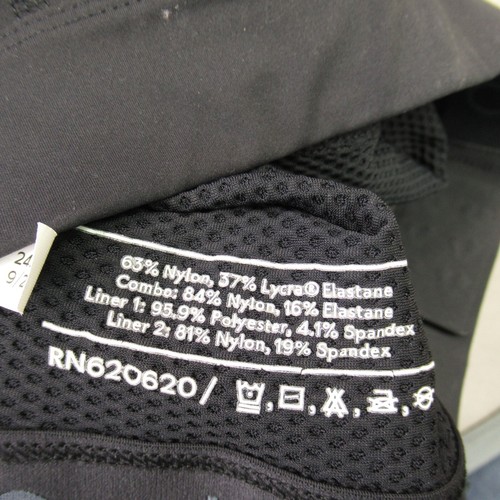 63% Nylon, 37% Lycra® Elastane
Combo: 84% Nylon, 16% Elastane
Liner 1: 95.9% Polyester, 4.1% Spandex
Liner 2: 81% Nylon, 19% Spandex
RN620620 /